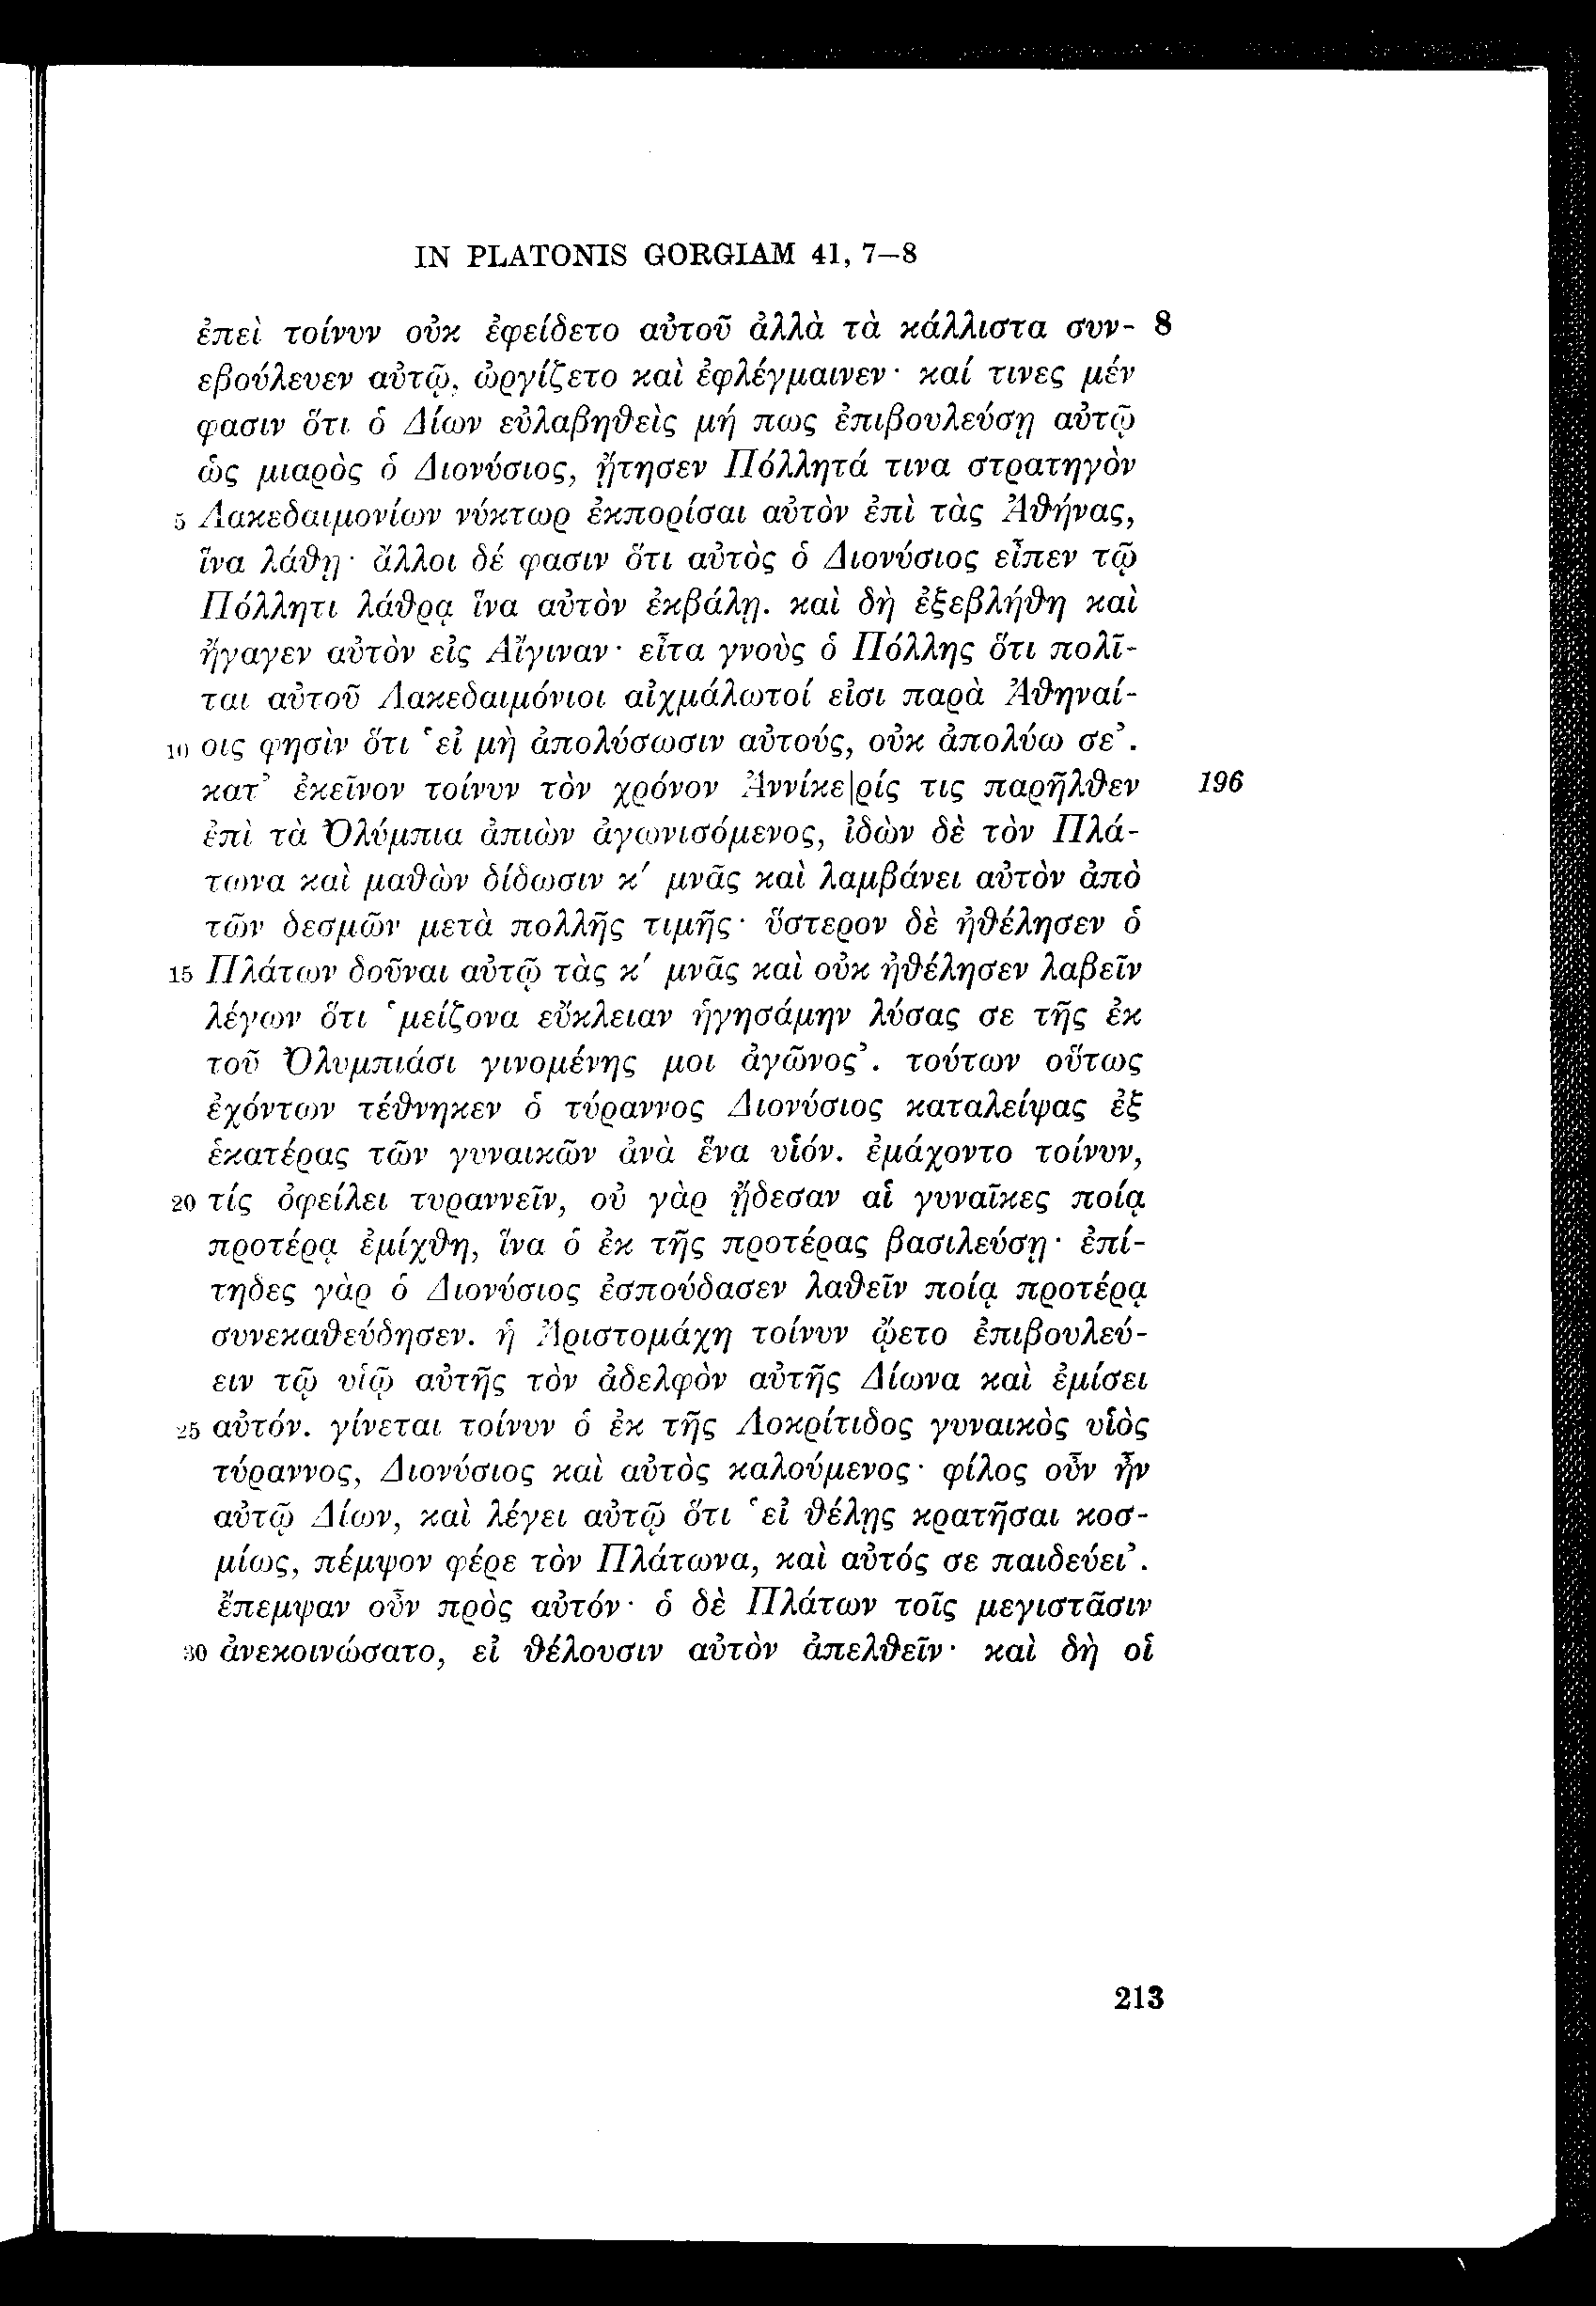 IN PLATONIS GORGIAM 41, 7–8
ἐπεὶ τοίνυν οὐκ ἐφείδετο αὐτοῦ ἀλλὰ τὰ κάλλιστα συν- 8
εβούλευεν αὐτῷ, ὠργίζετο καὶ ἐφλέγμαινεν· καί τινες μέν
φασιν ὅτι ὁ Δίων εὐλαβηθεὶς μή πως ἐπιβουλεύσῃ αὐτῷ
ὡς μιαρὸς ὁ Διονύσιος, ᾔτησεν Πόλλητά τινα στρατηγὸν
5 Λακεδαιμονίων νύκτωρ ἐκπορίσαι αὐτὸν ἐπὶ τὰς Ἀθήνας,
ἵνα λάθῃ· ἄλλοι δέ φασιν ὅτι αὐτὸς ὁ Διονύσιος εἶπεν τῷ
Πόλλητι λάθρᾳ ἵνα αὐτὸν ἐκβάλῃ. καὶ δὴ ἐξεβλήθη καὶ
ἤγαγεν αὐτὸν εἰς Αἴγιναν· εἶτα γνοὺς ὁ Πόλλης ὅτι πολῖ-
ται αὐτοῦ Λακεδαιμόνιοι αἰχμάλωτοί εἰσι παρὰ Ἀθηναί-
10 οις φησὶν ὅτι ‛εἰ μὴ ἀπολύσωσιν αὐτούς, οὐκ ἀπολύω σε’.
κατ’ ἐκεῖνον τοίνυν τὸν χρόνον Ἀννίκε|ρίς τις παρῆλθεν 196
ἐπὶ τὰ Ὀλύμπια ἀπιὼν ἀγωνισόμενος, ἰδὼν δὲ τὸν Πλά-
τωνα καὶ μαθὼν δίδωσιν κ′ μνᾶς καὶ λαμβάνει αὐτὸν ἀπὸ
τῶν δεσμῶν μετὰ πολλῆς τιμῆς· ὕστερον δὲ ἠθέλησεν ὁ
15 Πλάτων δοῦναι αὐτῷ τὰς κ′ μνᾶς καὶ οὐκ ἠθέλησεν λαβεῖν
λέγων ὅτι ‛μείζονα εὔκλειαν ἡγησάμην λύσας σε τῆς ἐκ
τοῦ Ὀλυμπιάσι γινομένης μοι ἀγῶνος’. τούτων οὕτως
ἐχόντων τέθνηκεν ὁ τύραννος Διονύσιος καταλείψας ἐξ
ἑκατέρας τῶν γυναικῶν ἀνὰ ἕνα υἱόν. ἐμάχοντο τοίνυν,
20 τίς ὀφείλει τυραννεῖν, οὐ γὰρ ᾔδεσαν αἱ γυναῖκες ποίᾳ
προτέρᾳ ἐμίχθη, ἵνα ὁ ἐκ τῆς προτέρας βασιλεύσῃ· ἐπί-
τηδες γὰρ ὁ Διονύσιος ἐσπούδασεν λαθεῖν ποίᾳ προτέρᾳ
συνεκαθεύδησεν. ἡ Ἀριστομάχη τοίνυν ᾤετο ἐπιβουλεύ-
ειν τῷ υἱῷ αὐτῆς τὸν ἀδελφὸν αὐτῆς Δίωνα καὶ ἐμίσει
25 αὐτόν. γίνεται τοίνυν ὁ ἐκ τῆς Λοκρίτιδος γυναικὸς υἱὸς
τύραννος, Διονύσιος καὶ αὐτὸς καλούμενος· φίλος οὖν ἦν
αὐτῷ Δίων, καὶ λέγει αὐτῷ ὅτι ‛εἰ θέλῃς κρατῆσαι κοσ-
μίως, πέμψον φέρε τὸν Πλάτωνα, καὶ αὐτός σε παιδεύει’.
ἔπεμψαν οὖν πρὸς αὐτόν· ὁ δὲ Πλάτων τοῖς μεγιστᾶσιν
30 ἀνεκοινώσατο, εἰ θέλουσιν αὐτὸν ἀπελθεῖν· καὶ δὴ οἱ
213